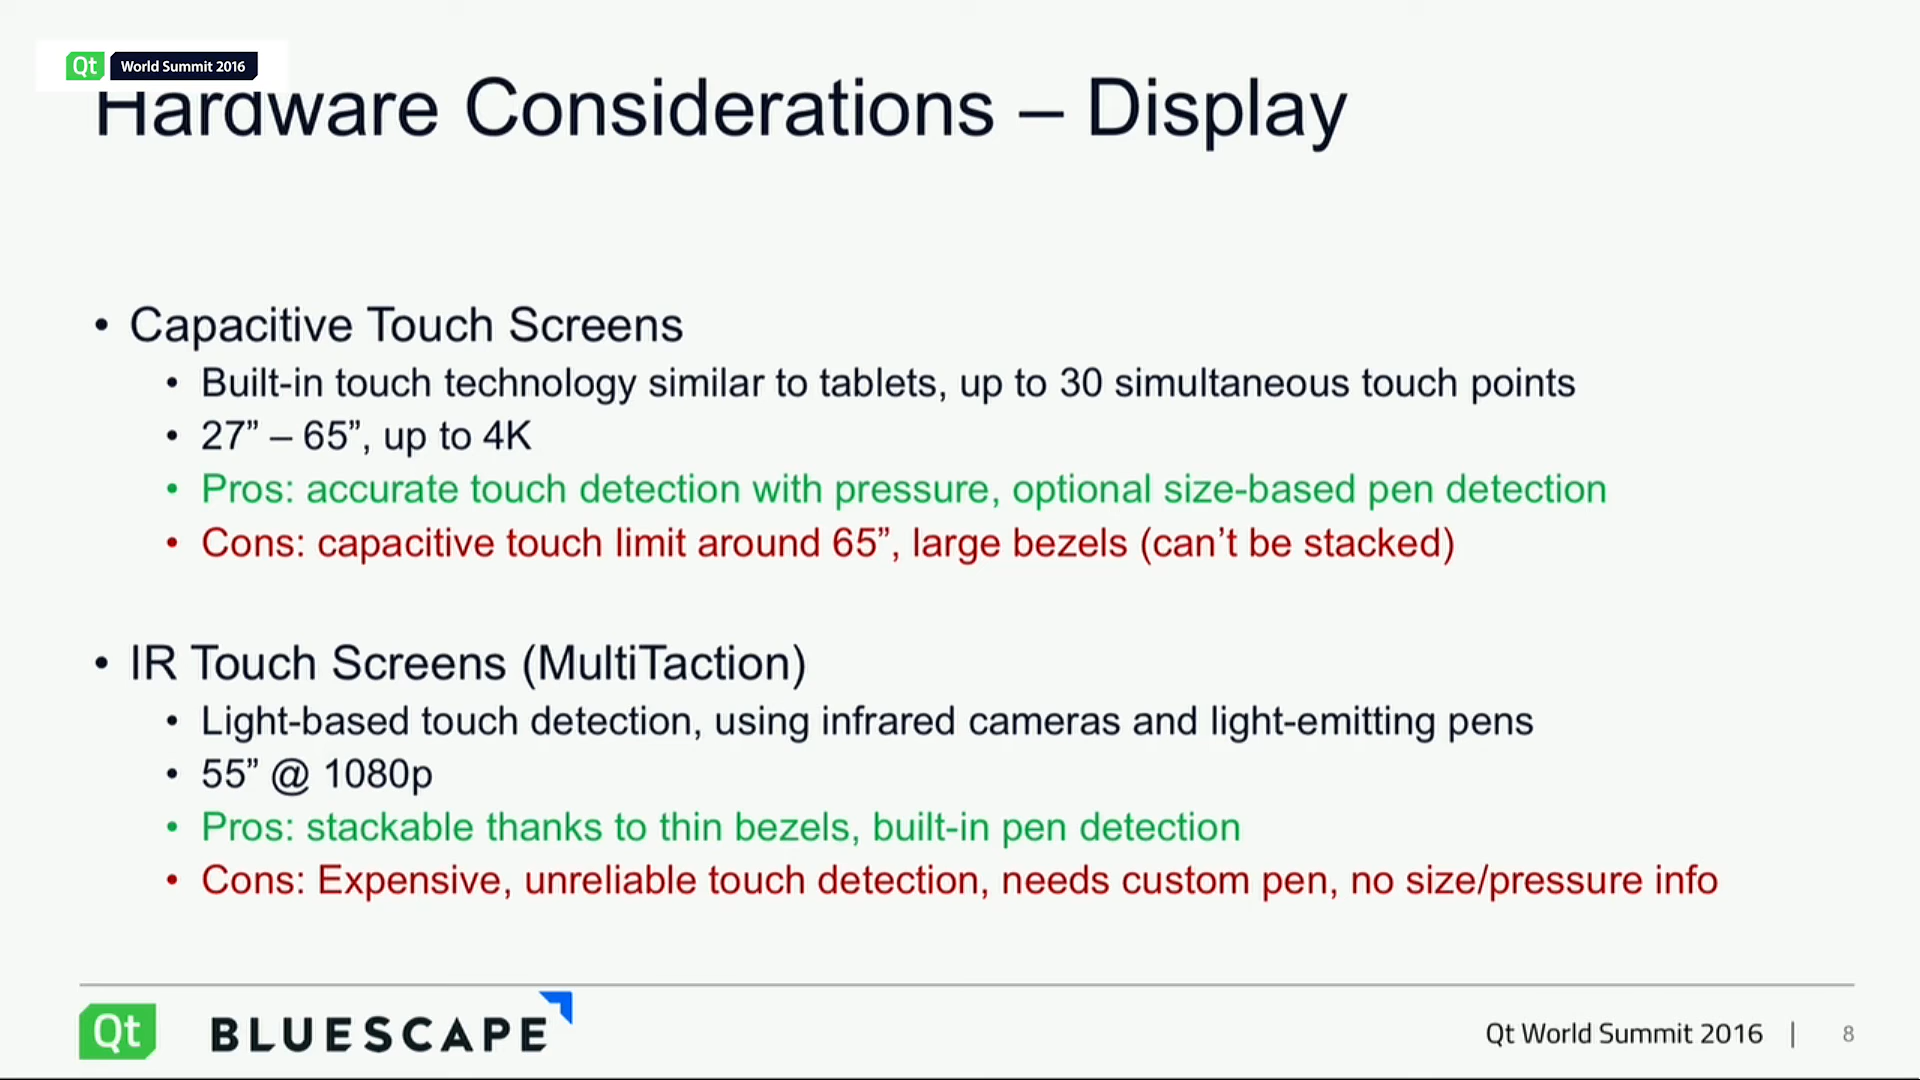 Qt World Summit 2016
Hardware Considerations – Display
• Capacitive Touch Screens
• Built-in touch technology similar to tablets, up to 30 simultaneous touch points
• 27” – 65”, up to 4K
• Pros: accurate touch detection with pressure, optional size-based pen detection
• Cons: capacitive touch limit around 65”, large bezels (can’t be stacked)
• IR Touch Screens (MultiTaction)
• Light-based touch detection, using infrared cameras and light-emitting pens
• 55” @ 1080p
• Pros: stackable thanks to thin bezels, built-in pen detection
• Cons: Expensive, unreliable touch detection, needs custom pen, no size/pressure info
Qt BLUESCAPE Qt World Summit 2016 | 8